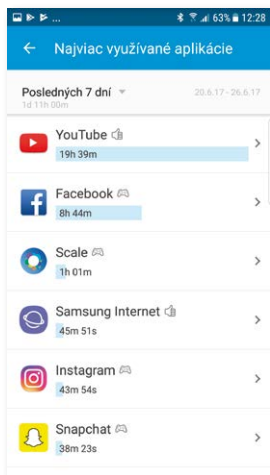 ... 63% 12:28
Najviac využívané aplikácie
Posledných 7 dní 20.6.17 - 26.6.17
1d 11h 00m
YouTube
19h 39m
Facebook
8h 44m
Scale
1h 01m
Samsung Internet
45m 51s
Instagram
43m 54s
Snapchat
38m 23s